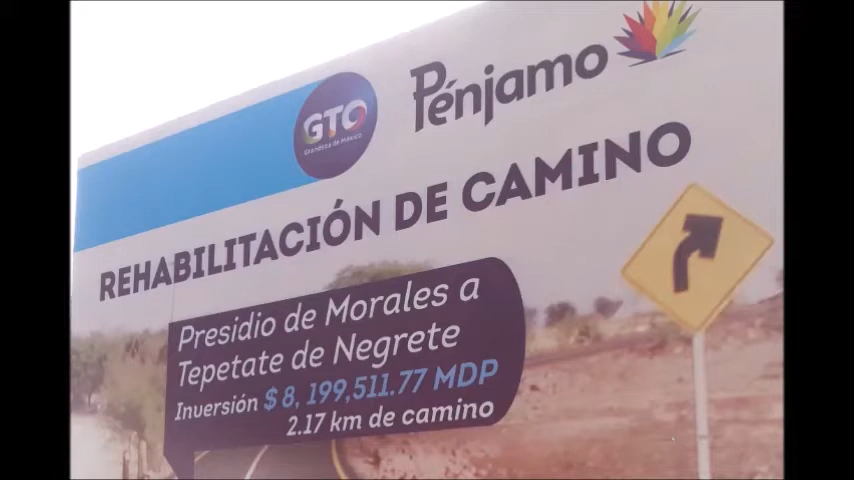 GTO
Grandeza de México
Pénjamo
REHABILITACIÓN DE CAMINO
Presidio de Morales a
Tepetate de Negrete
Inversión $ 8, 199,511.77 MDP
2.17 km de camino